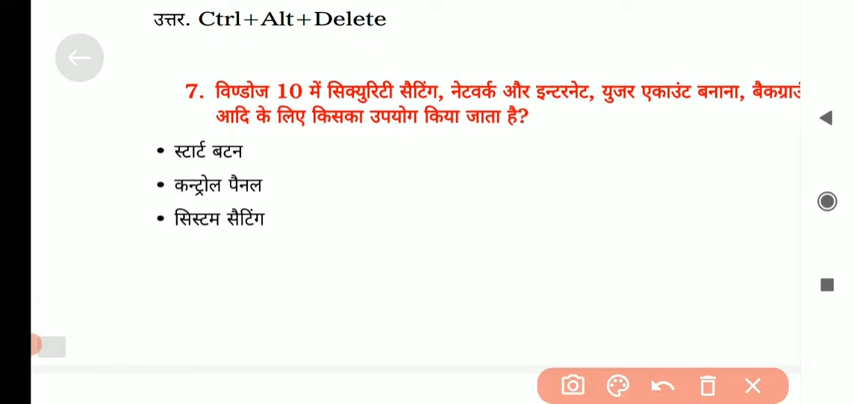 उत्तर. Ctrl+Alt+Delete
7. विण्डोज 10 में सिक्युरिटी सैटिंग, नेटवर्क और इन्टरनेट, युजर एकाउंट बनाना,
आदि के लिए किसका उपयोग किया जाता है?
• स्टार्ट बटन
• कन्ट्रोल पैनल
• सिस्टम सैटिंग